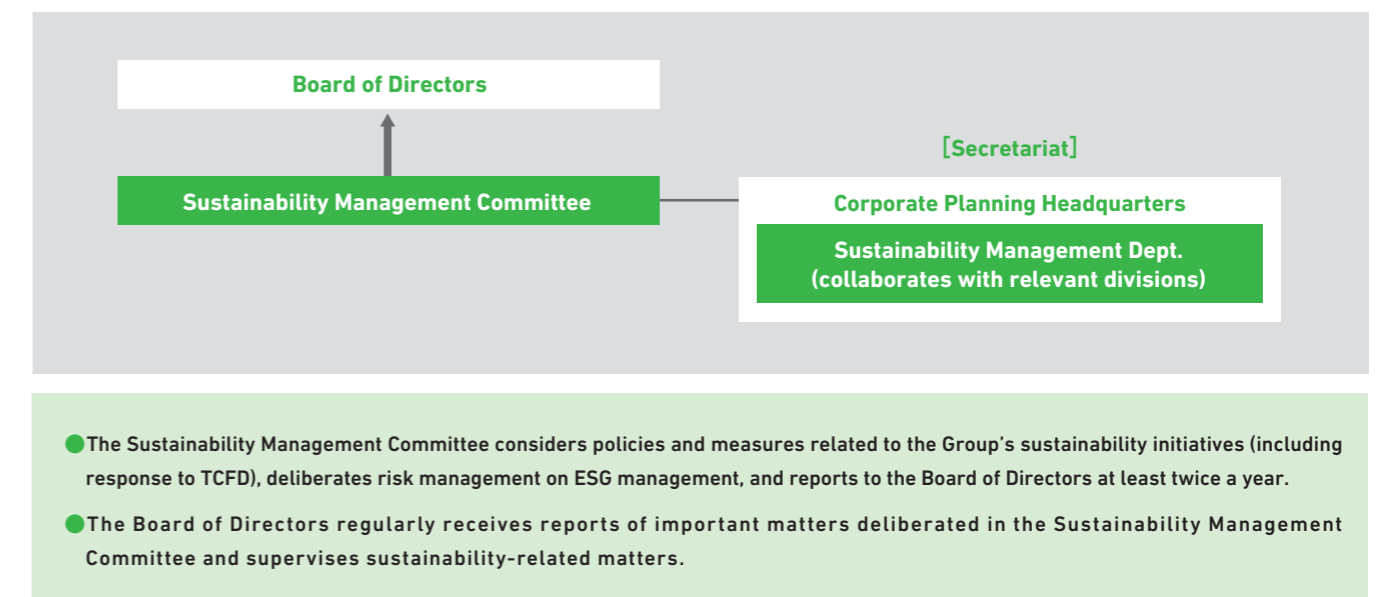 Board of Directors
[Secretariat]
Sustainability Management Committee
Corporate Planning Headquarters
Sustainability Management Dept.
(collaborates with relevant divisions)
●The Sustainability Management Committee considers policies and measures related to the Group’s sustainability initiatives (including
response to TCFD), deliberates risk management on ESG management, and reports to the Board of Directors at least twice a year.
●The Board of Directors regularly receives reports of important matters deliberated in the Sustainability Management
Committee and supervises sustainability-related matters.